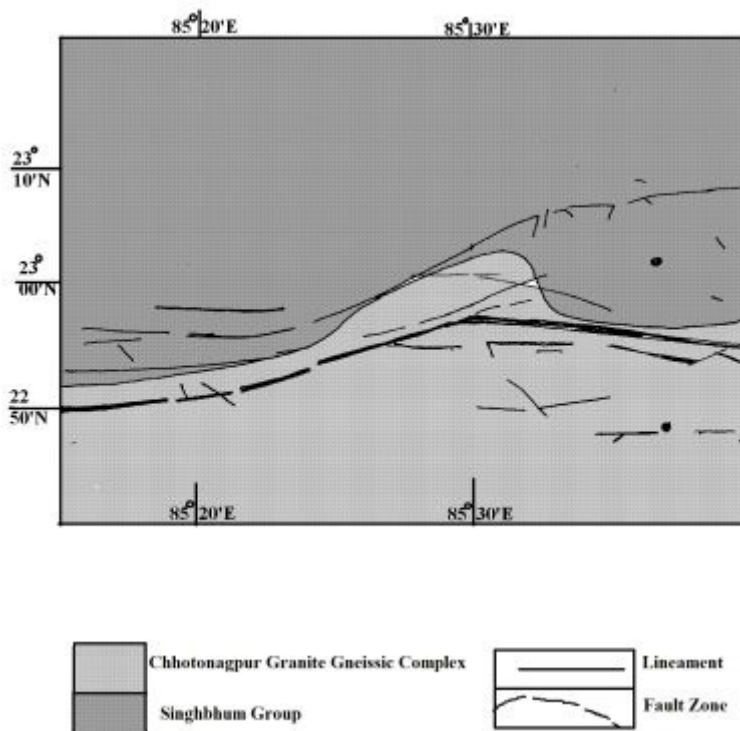 85° 20'E
85° 30'E
23°
10'N
23°
00'N
22
50'N
85° 20'E
85° 30'E
Chhotonagpur Granite Gneissic Complex
Lineament
Singhbhum Group
Fault Zone